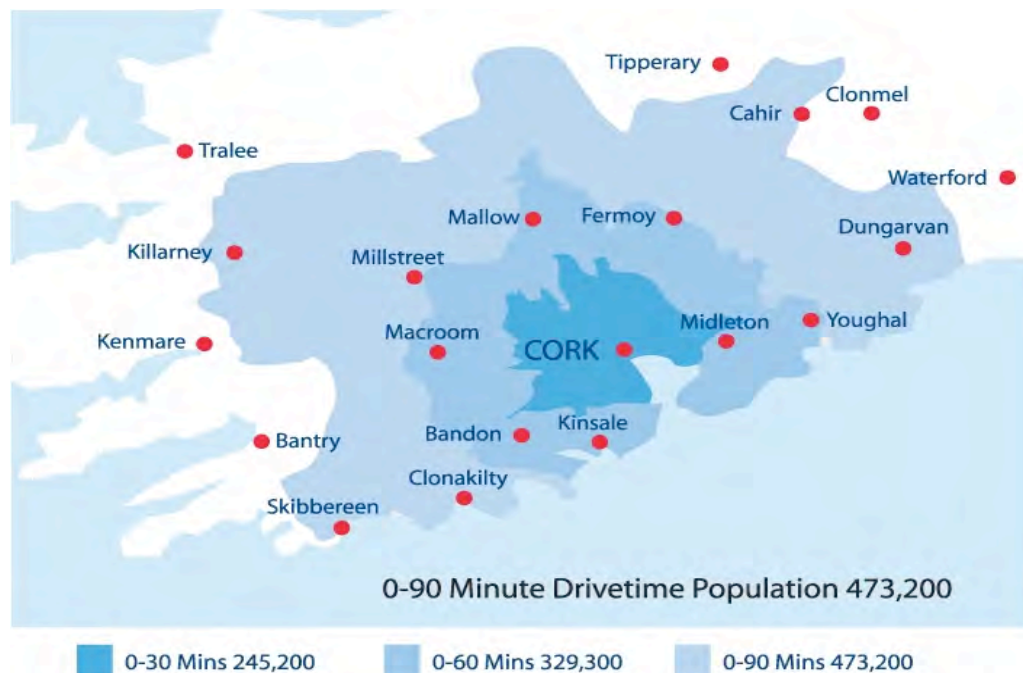 Tipperary
Clonmel
Cahir
Tralee
Waterford
Mallow
Fermoy
Dungarvan
Killarney
Millstreet
Kenmare
Macroom
CORK
Midleton
Youghal
Bantry
Bandon
Kinsale
Clonakilty
Skibbereen
0-90 Minute Drivetime Population 473,200
0-30 Mins 245,200
0-60 Mins 329,300
0-90 Mins 473,200